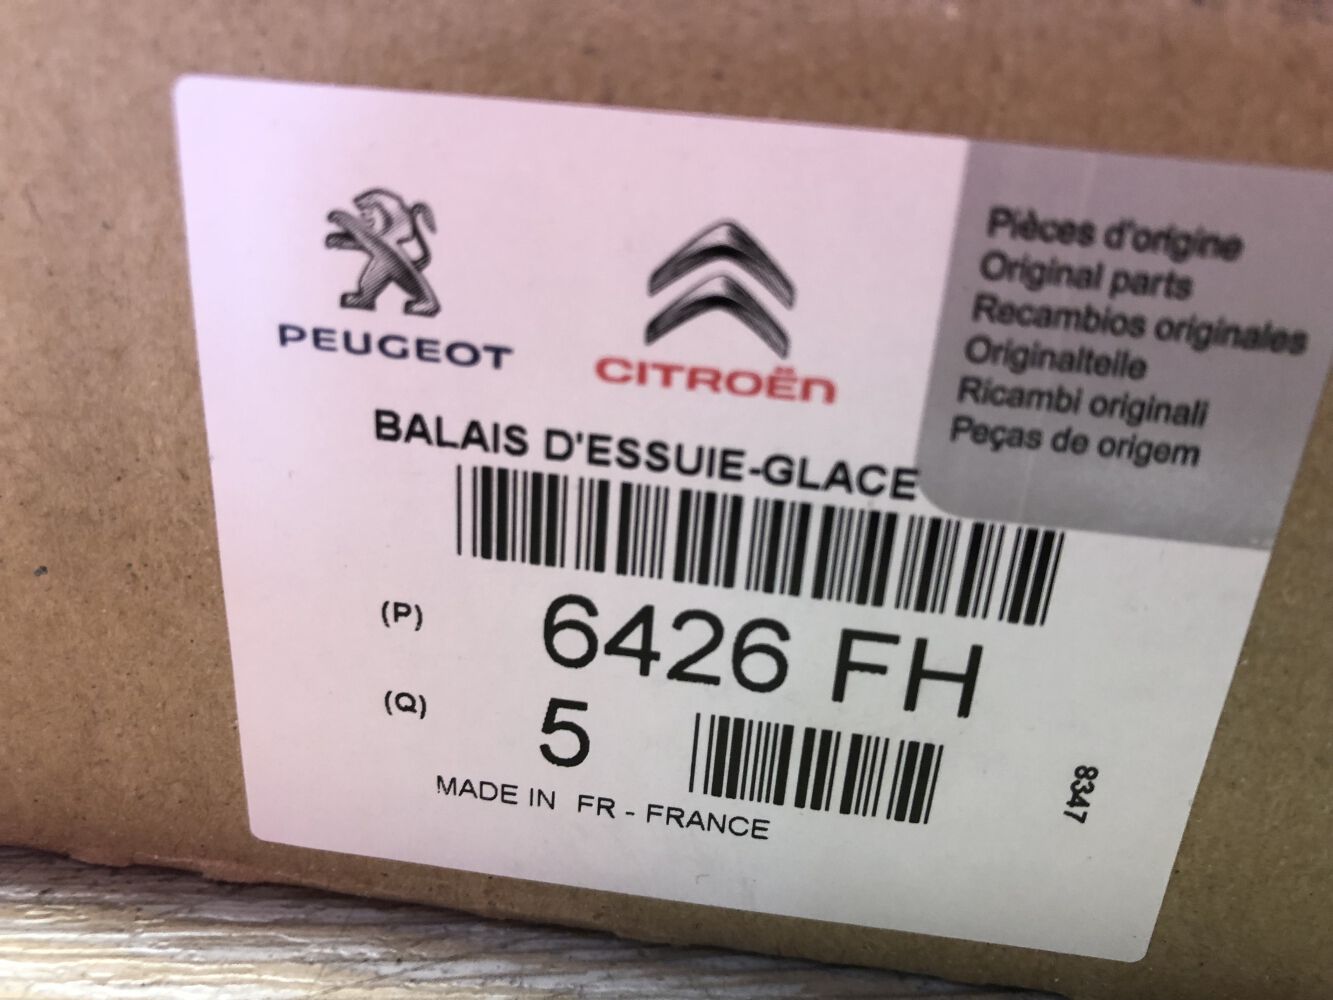 PEUGEOT
CITROËN
Pièces d'origine
Original parts
Recambios originales
Originalteile
Ricambi originali
Peças de origem
BALAIS D'ESSUIE-GLACE
(P) 6426 FH
(Q) 5
8347
MADE IN FR - FRANCE